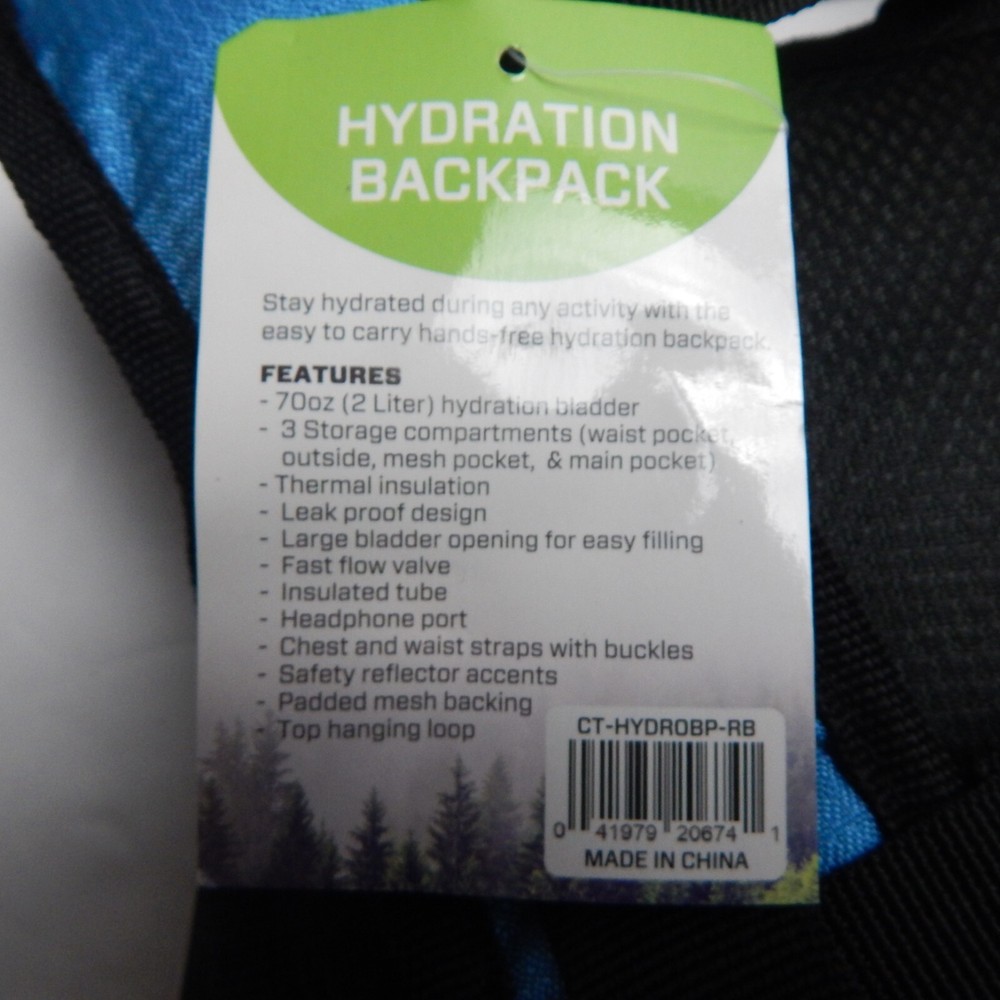 HYDRATION
BACKPACK
Stay hydrated during any activity with the
easy to carry hands-free hydration backpack.
FEATURES
- 70oz (2 Liter) hydration bladder
- 3 Storage compartments (waist pocket,
outside, mesh pocket, & main pocket)
- Thermal insulation
- Leak proof design
- Large bladder opening for easy filling
- Fast flow valve
- Insulated tube
- Headphone port
- Chest and waist straps with buckles
- Safety reflector accents
- Padded mesh backing
- Top hanging loop
CT-HYDROBP-RB
0 41979 20674 1
MADE IN CHINA